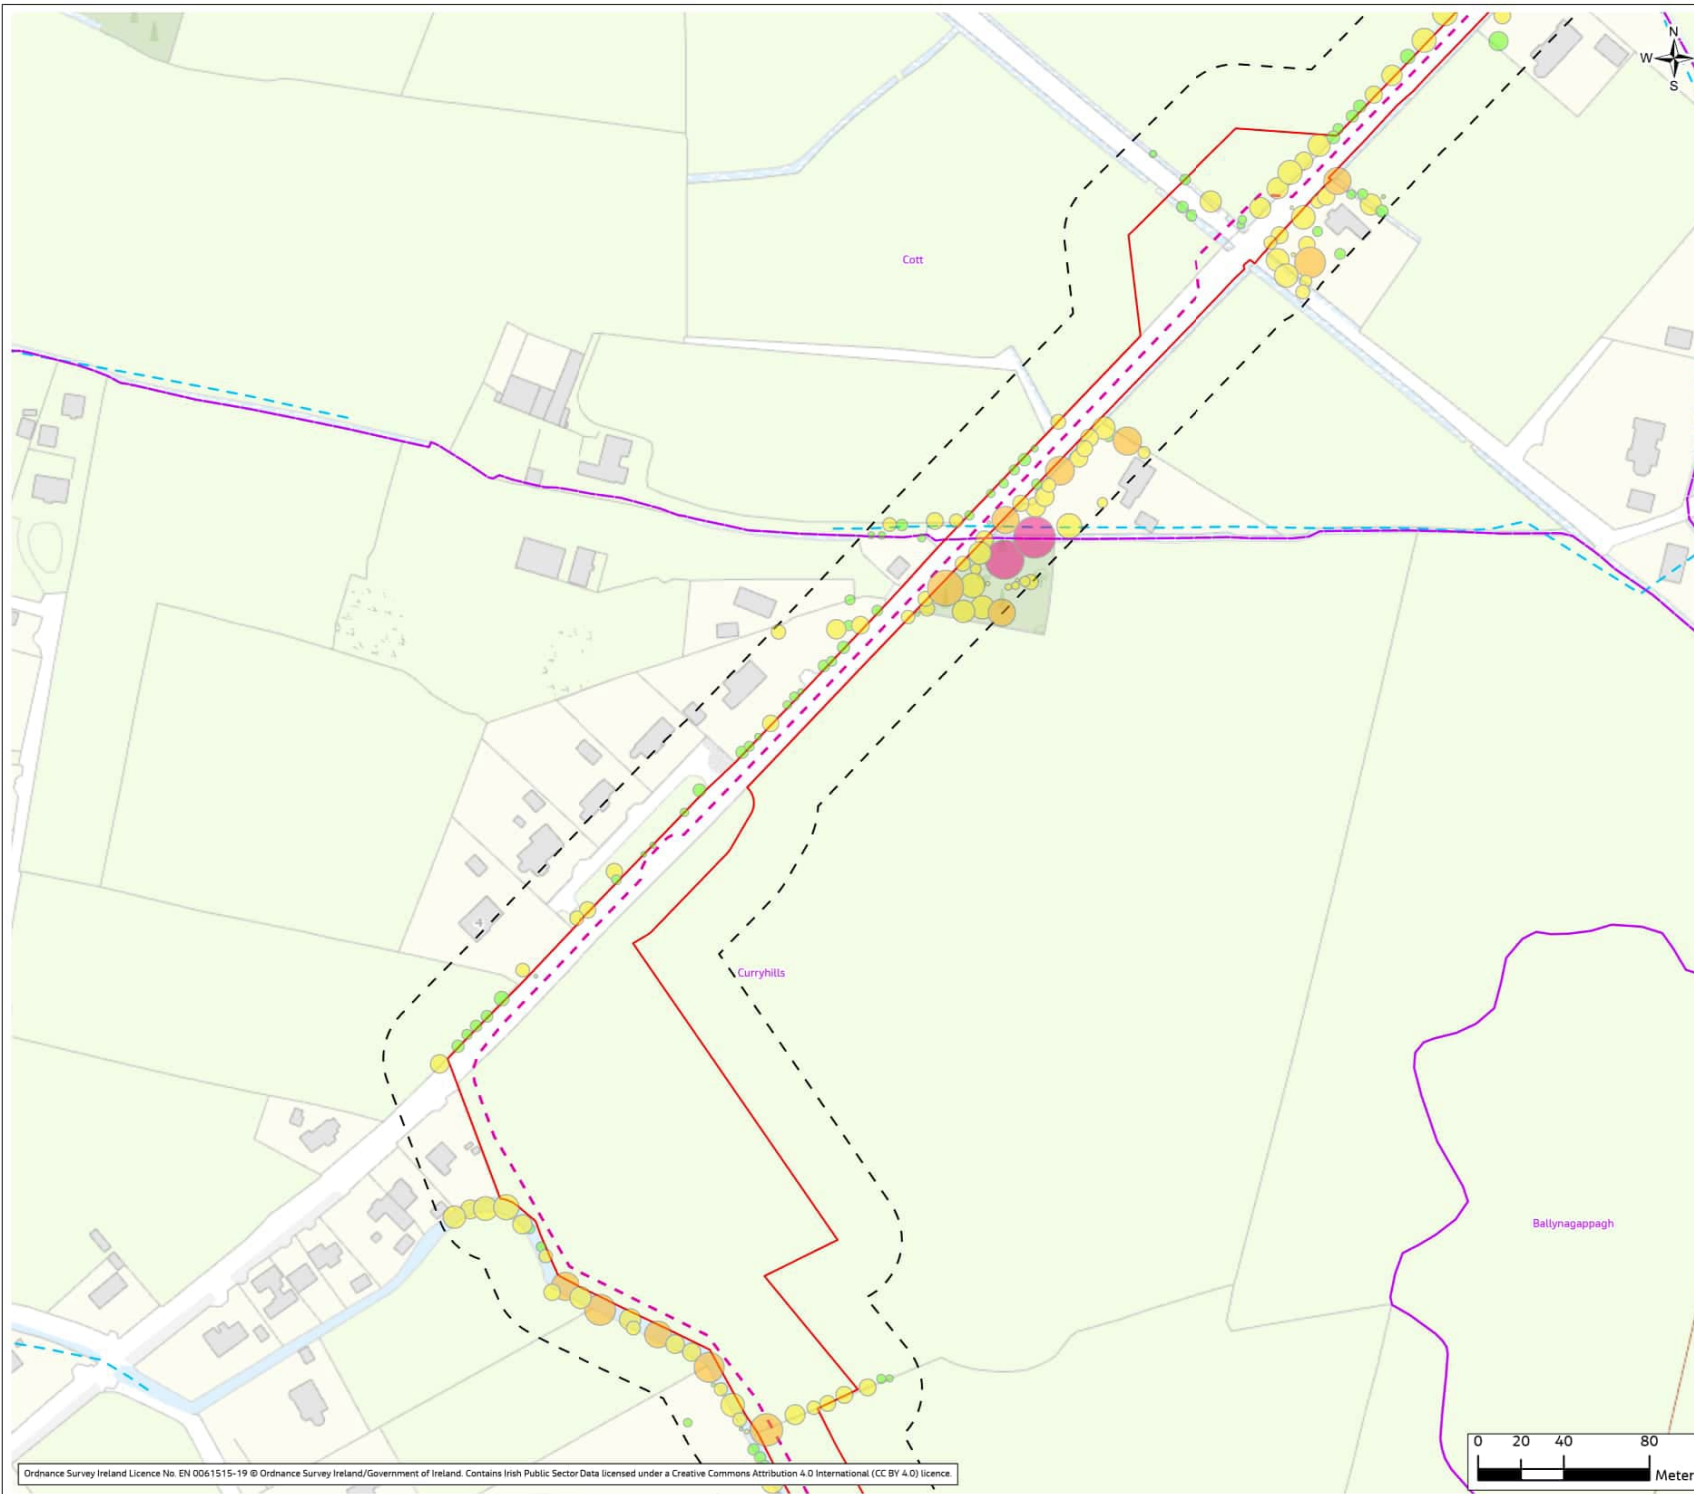 N
W
S
Cott
Curryhills
Ballynagappagh
0 20 40 80
Meter
Ordnance Survey Ireland Licence No. EN 0061515-19 © Ordnance Survey Ireland/Government of Ireland. Contains Irish Public Sector Data licensed under a Creative Commons Attribution 4.0 International (CC BY 4.0) licence.